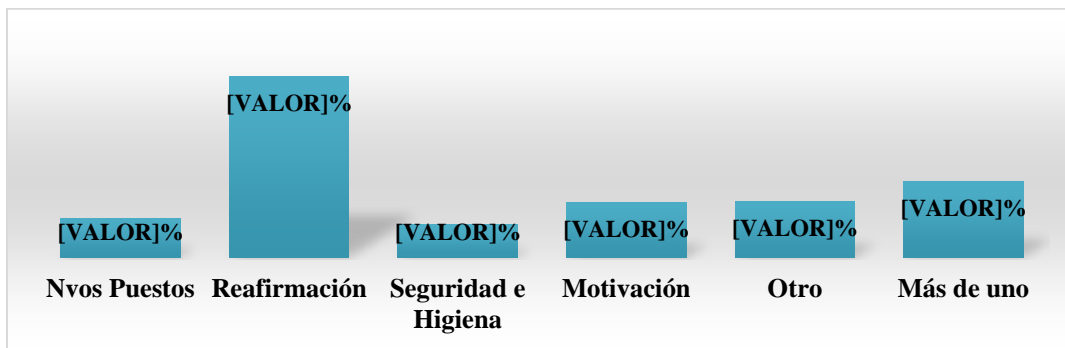 [VALOR]%
[VALOR]%
[VALOR]%
[VALOR]%
[VALOR]%
[VALOR]%
Nvos Puestos
Reafirmación
Seguridad e
Higiena
Motivación
Otro
Más de uno